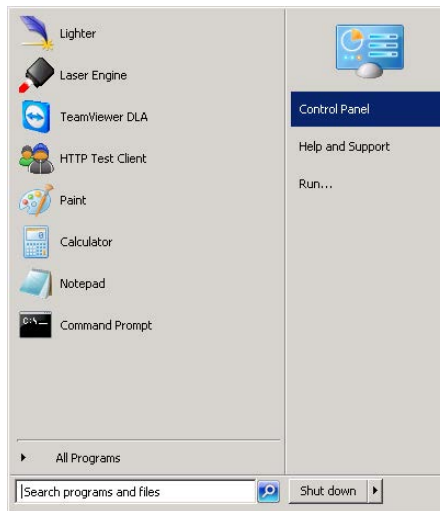 Lighter
Laser Engine
TeamViewer DLA
HTTP Test Client
Paint
Calculator
Notepad
Command Prompt
All Programs
Search programs and files
Control Panel
Help and Support
Run...
Shut down